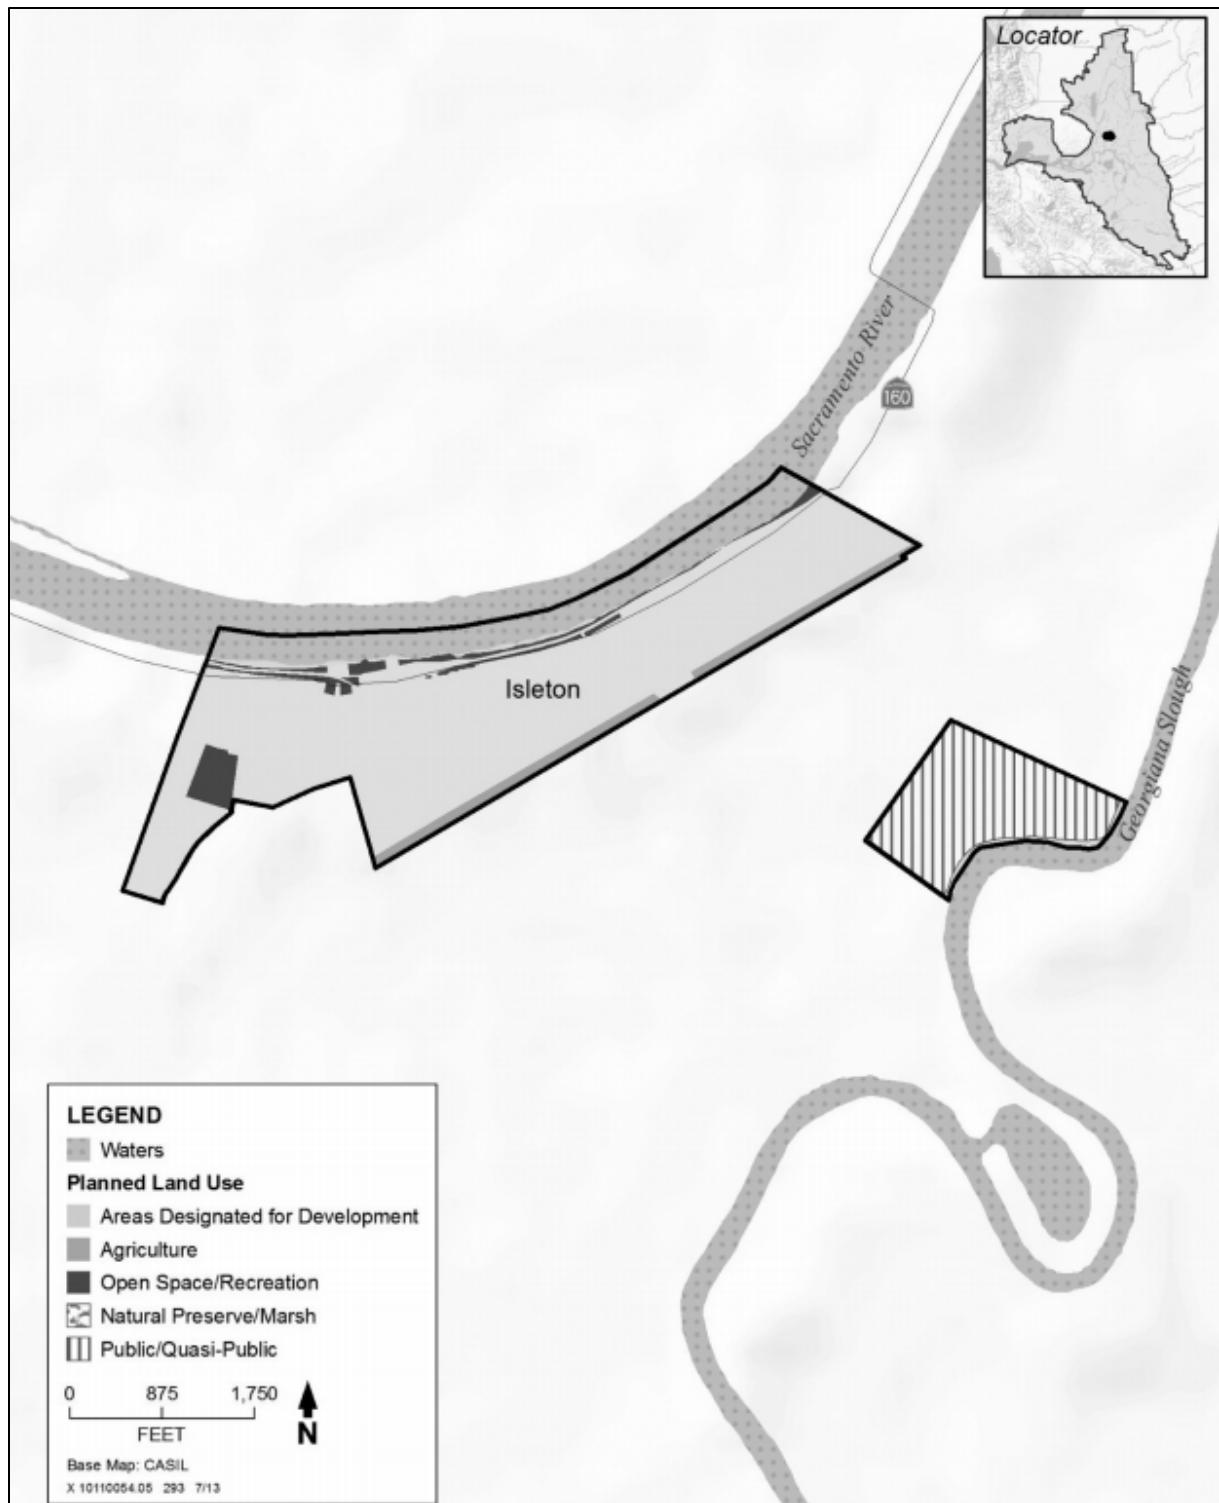 Locator
Sacramento River
160
Isleton
Georgiana Slough
LEGEND
Waters
Planned Land Use
Areas Designated for Development
Agriculture
Open Space/Recreation
Natural Preserve/Marsh
Public/Quasi-Public
0 875 1,750
FEET
N
Base Map: CASIL
X 10110054.05 293 7/13